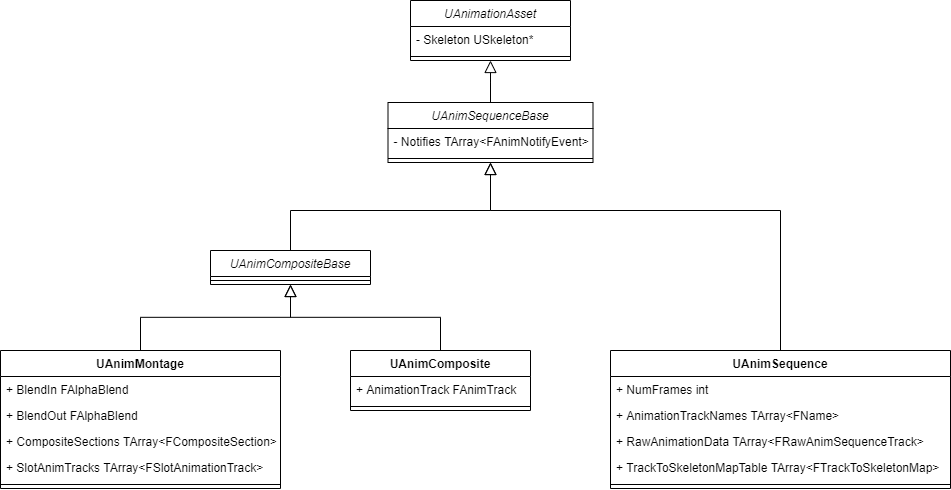 UAnimationAsset
- Skeleton USkeleton*
UAnimSequenceBase
- Notifies TArray<FAnimNotifyEvent>
UAnimCompositeBase
UAnimMontage
+ BlendIn FAlphaBlend
+ BlendOut FAlphaBlend
+ CompositeSections TArray<FCompositeSection>
+ SlotAnimTracks TArray<FSlotAnimationTrack>
UAnimComposite
+ AnimationTrack FAnimTrack
UAnimSequence
+ NumFrames int
+ AnimationTrackNames TArray<FName>
+ RawAnimationData TArray<FRawAnimSequenceTrack>
+ TrackToSkeletonMapTable TArray<FTrackToSkeletonMap>